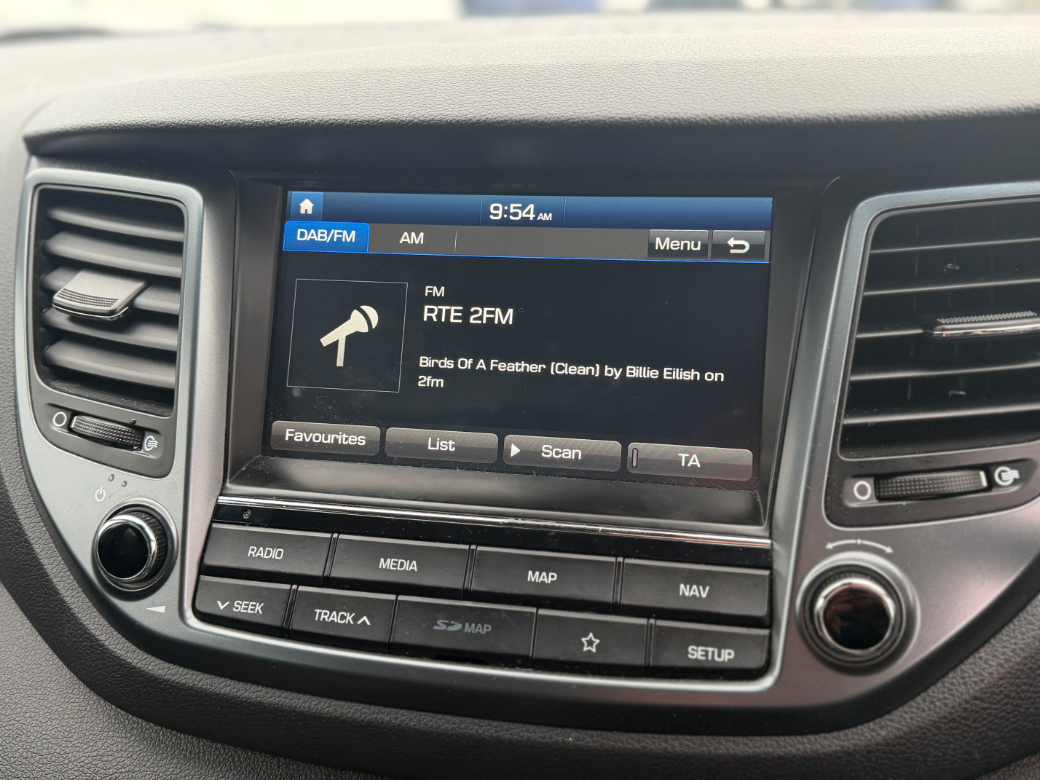 9:54 AM
DAB/FM AM Menu
FM
RTE 2FM
Birds Of A Feather (Clean) by Billie Eilish on
2fm
Favourites List Scan TA
RADIO MEDIA MAP NAV
SEEK TRACK SD MAP SETUP